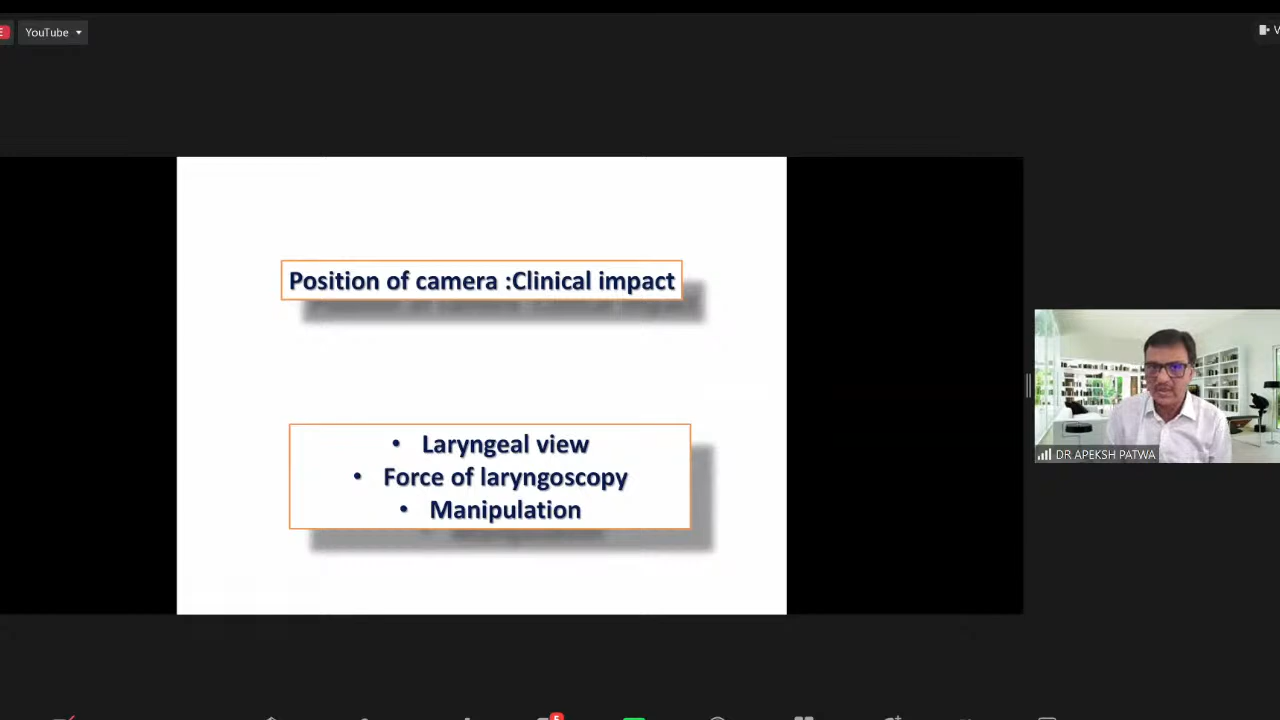 YouTube
Position of camera :Clinical impact
• Laryngeal view
• Force of laryngoscopy
• Manipulation
DR APEKSH PATWA